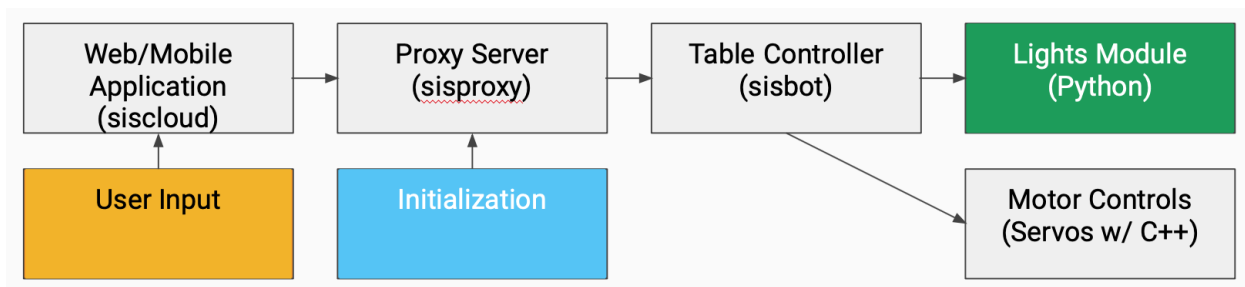 Web/Mobile
Application
(siscloud)
Proxy Server
(sisproxy)
Table Controller
(sisbot)
Lights Module
(Python)
User Input
Initialization
Motor Controls
(Servos w/ C++)